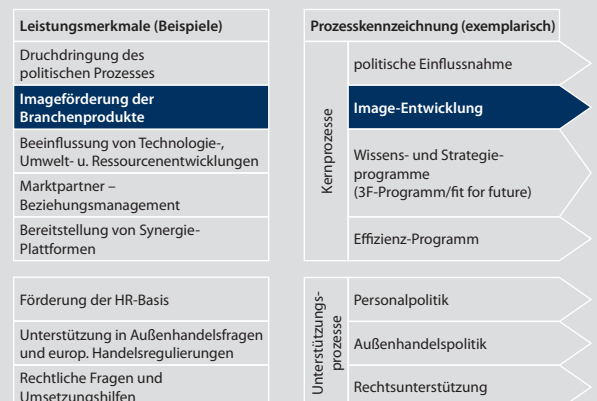 Leistungsmerkmale (Beispiele)
Druchdringung des
politischen Prozesses
Imageförderung der
Branchenprodukte
Beeinflussung von Technologie-,
Umwelt- u. Ressourcenentwicklungen
Marktpartner –
Beziehungsmanagement
Bereitstellung von Synergie-
Plattformen
Förderung der HR-Basis
Unterstützung in Außenhandelsfragen
und europ. Handelsregulierungen
Rechtliche Fragen und
Umsetzungshilfen
Prozesskennzeichnung (exemplarisch)
Kernprozesse
politische Einflussnahme
Image-Entwicklung
Wissens- und Strategie-
programme
(3F-Programm/fit for future)
Effizienz-Programm
Unterstützungs-
prozesse
Personalpolitik
Außenhandelspolitik
Rechtsunterstützung